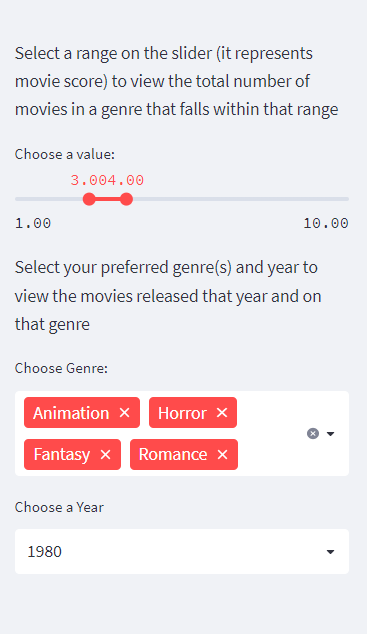 Select a range on the slider (it represents
movie score) to view the total number of
movies in a genre that falls within that range
Choose a value:
3.004.00
1.00 10.00
Select your preferred genre(s) and year to
view the movies released that year and on
that genre
Choose Genre:
Animation × Horror ×
Fantasy × Romance ×
Choose a Year
1980